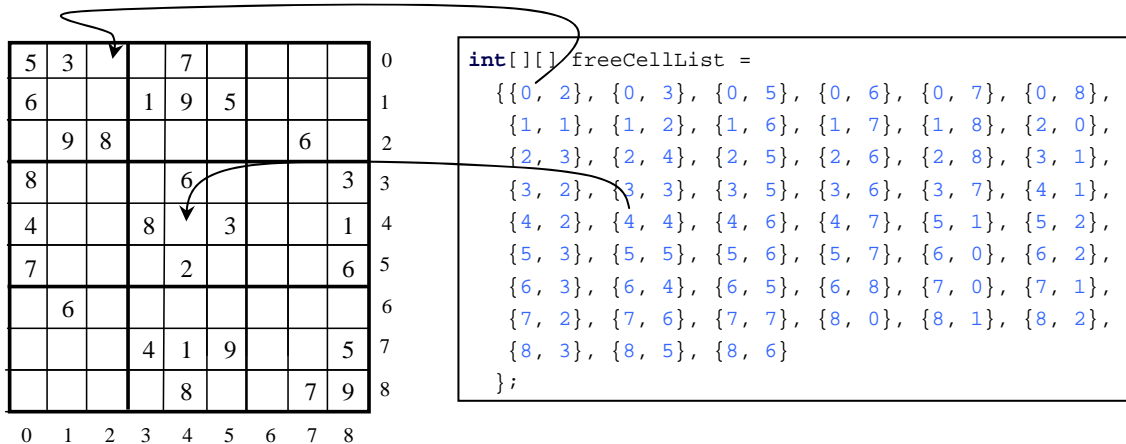 5 3 7 0
6 1 9 5 1
9 8 6 2
8 6 3 3
4 8 3 1 4
7 2 6 5
6 6
4 1 9 5 7
8 7 9 8
0 1 2 3 4 5 6 7 8
int[][] freeCellList =
{{0, 2}, {0, 3}, {0, 5}, {0, 6}, {0, 7}, {0, 8},
{1, 1}, {1, 2}, {1, 6}, {1, 7}, {1, 8}, {2, 0},
{2, 3}, {2, 4}, {2, 5}, {2, 6}, {2, 8}, {3, 1},
{3, 2}, {3, 3}, {3, 5}, {3, 6}, {3, 7}, {4, 1},
{4, 2}, {4, 4}, {4, 6}, {4, 7}, {5, 1}, {5, 2},
{5, 3}, {5, 5}, {5, 6}, {5, 7}, {6, 0}, {6, 2},
{6, 3}, {6, 4}, {6, 5}, {6, 8}, {7, 0}, {7, 1},
{7, 2}, {7, 6}, {7, 7}, {8, 0}, {8, 1}, {8, 2},
{8, 3}, {8, 5}, {8, 6}
};